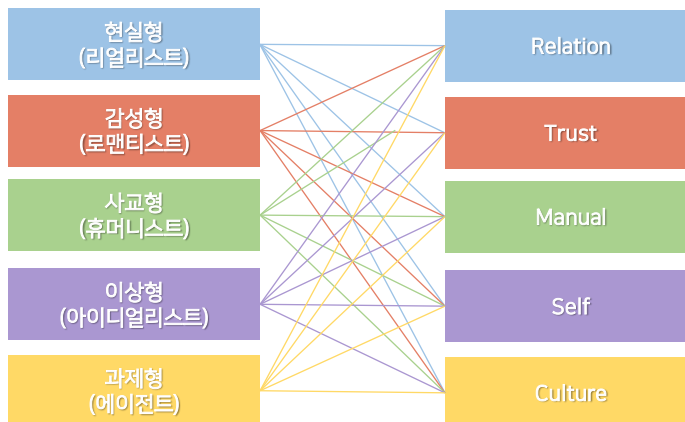 현실형
(리얼리스트)
Relation
감성형
(로맨티스트)
Trust
사교형
(휴머니스트)
Manual
이상형
(아이디얼리스트)
Self
과제형
(에이전트)
Culture